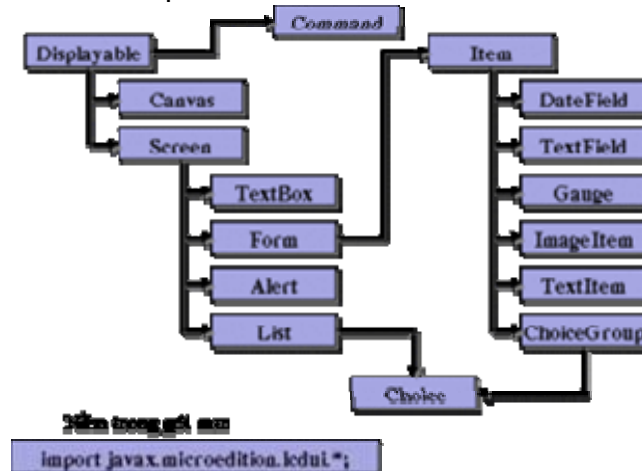 Command
Displayable
Item
Canvas
DateField
Screen
TextField
TextBox
Gauge
Form
ImageItem
Alert
TextItem
List
ChoiceGroup
Choice
import javax.microedition.lcdui.*;